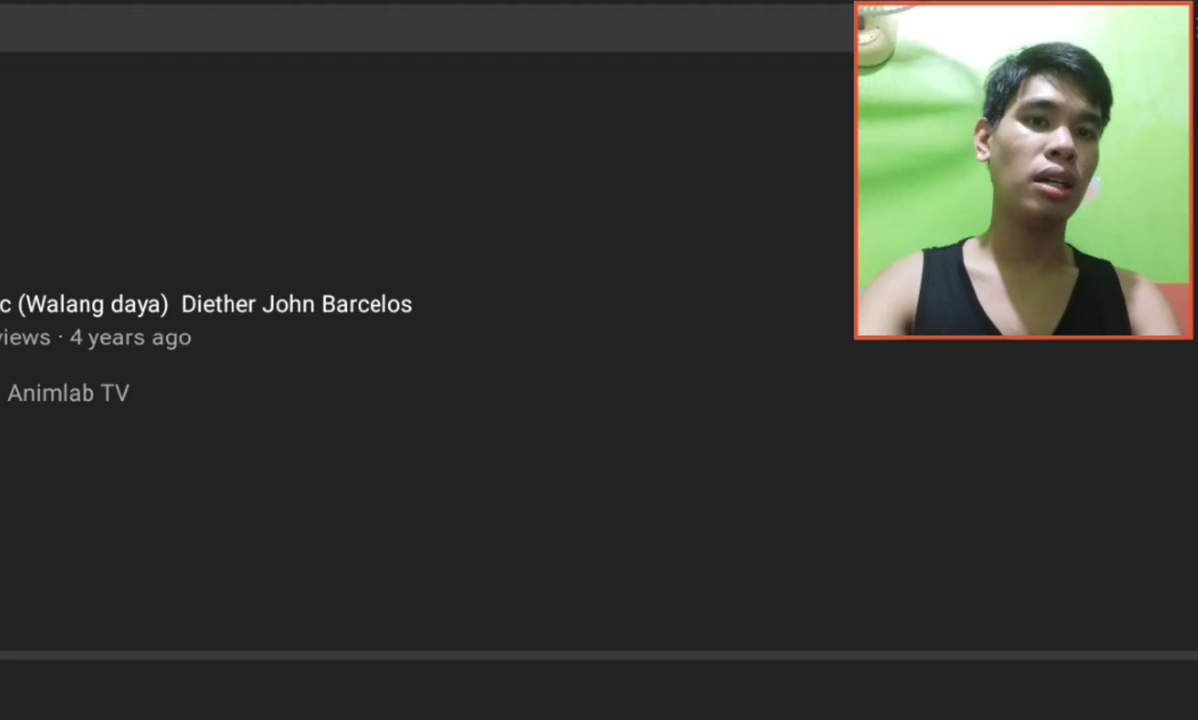 c (Walang daya) Diether John Barcelos
views · 4 years ago
Animlab TV